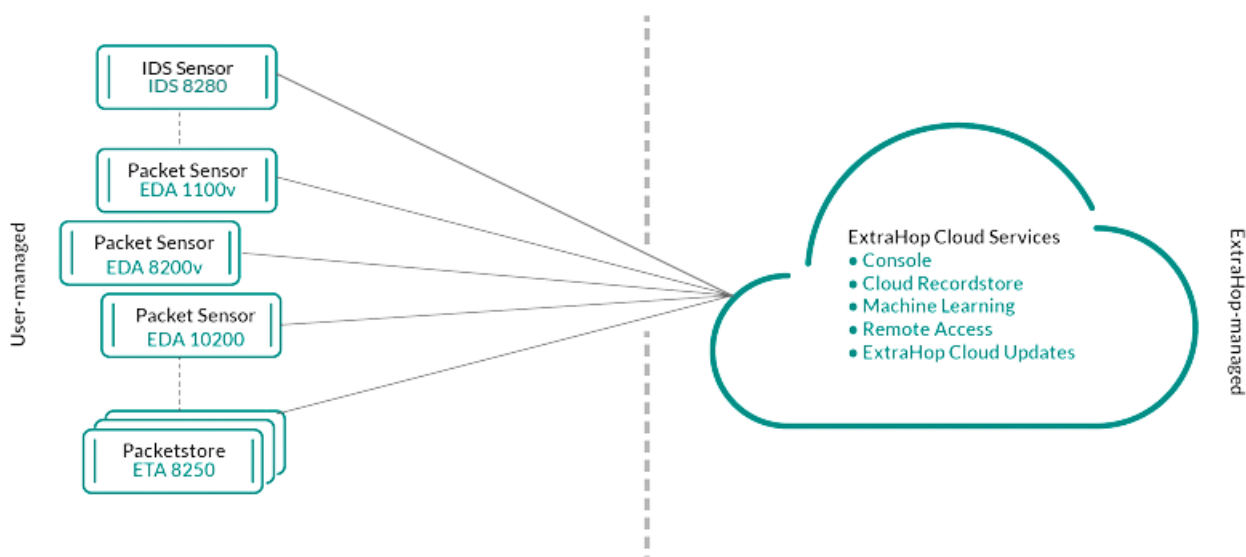 User-managed
IDS Sensor
IDS 8280
Packet Sensor
EDA 1100v
Packet Sensor
EDA 8200v
Packet Sensor
EDA 10200
Packetstore
ETA 8250
ExtraHop Cloud Services
• Console
• Cloud Recordstore
• Machine Learning
• Remote Access
• ExtraHop Cloud Updates
ExtraHop-managed